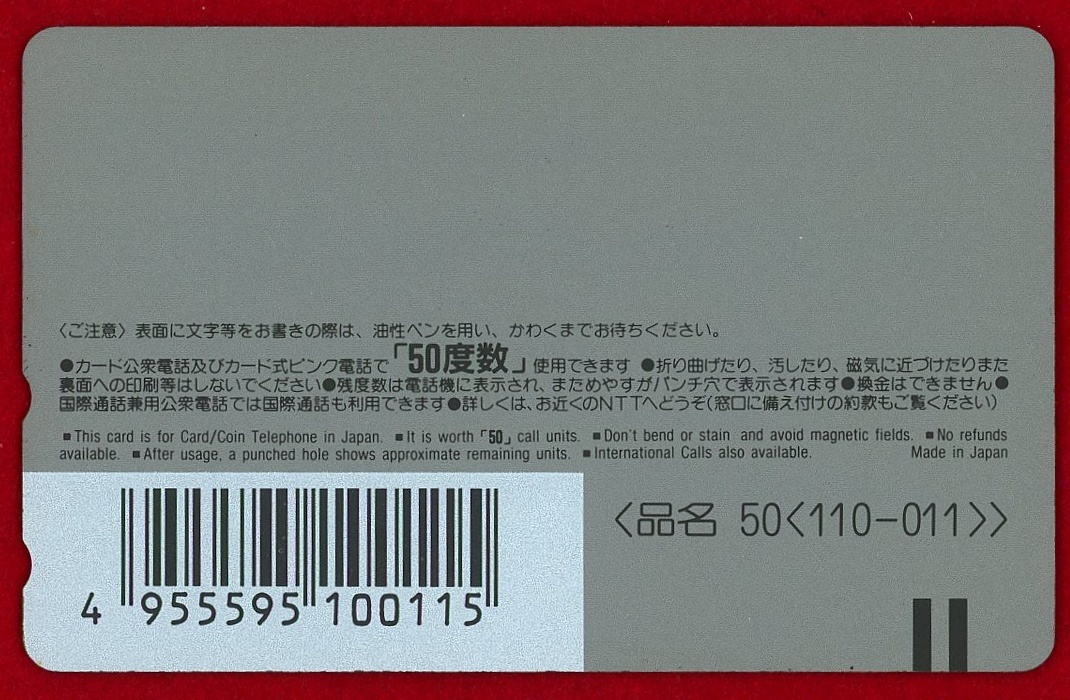 〈ご注意〉表面に文字等をお書きの際は、油性ペンを用い、かわくまでお待ちください。
●カード公衆電話及びカード式ピンク電話で「50度数」使用できます ●折り曲げたり、汚したり、磁気に近づけたりまた
裏面への印刷等はしないでください●残度数は電話機に表示され、まためやすがパンチ穴で表示されます●換金はできません●
国際通話兼用公衆電話では国際通話も利用できます●詳しくは、お近くのNTTへどうぞ(窓口に備え付けの約款もご覧ください)
■This card is for Card/Coin Telephone in Japan. ■It is worth「50」call units. ■Don't bend or stain and avoid magnetic fields. ■No refunds
available. ■After usage, a punched hole shows approximate remaining units. ■International Calls also available. Made in Japan
〈品名 50〈110-011〉〉
4 955595 100115